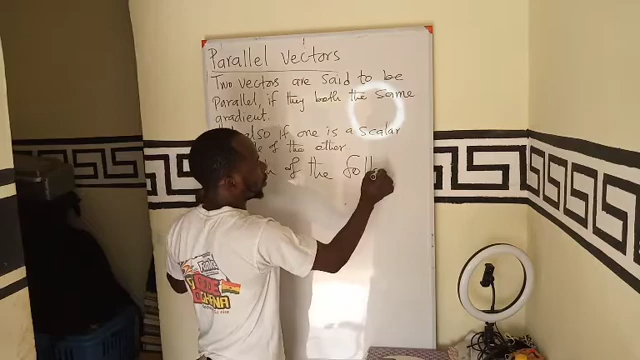 Parallel Vectors
Two vectors are said to be
parallel, if they both the same
gradient.
also if one is a scalar
of the other.
of the foll
GHANA